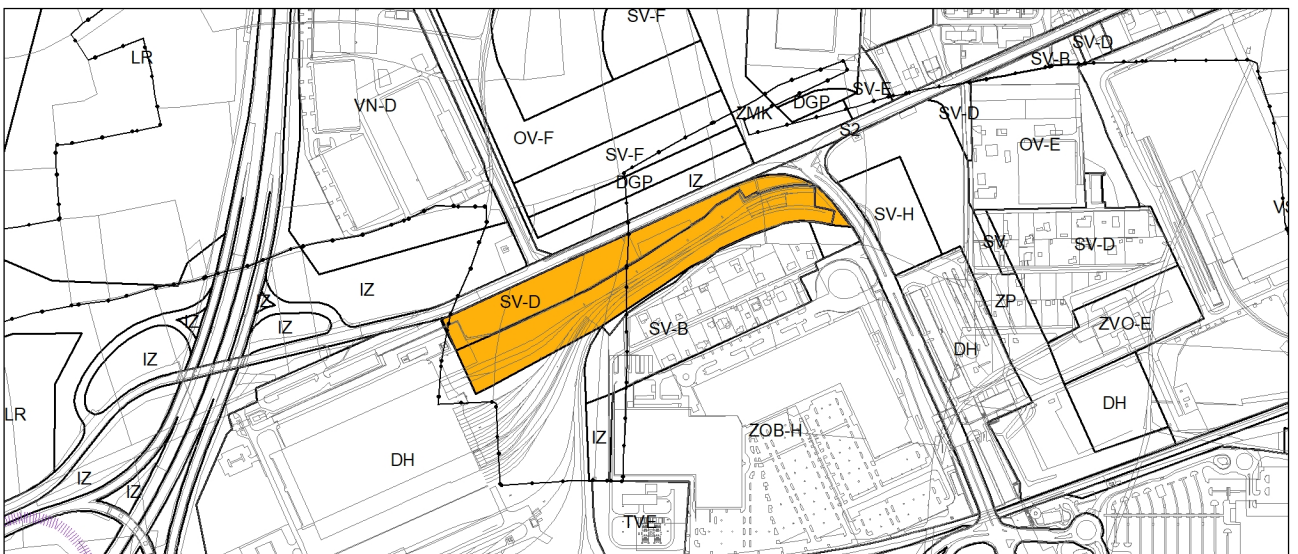 SV-F
LR
SV-D
SV-B
SV-E
VN-D
ZMK
DGP
SV-D
S2
OV-F
OV-E
SV-F
DGP
IZ
SV-H
SV
SV-D
IZ
SV-D
ZP
IZ
IZ
IZ
SV-B
ZVO-E
IZ
DH
LR
DH
ZOB-H
IZ
DH
IZ
IZ
TVE